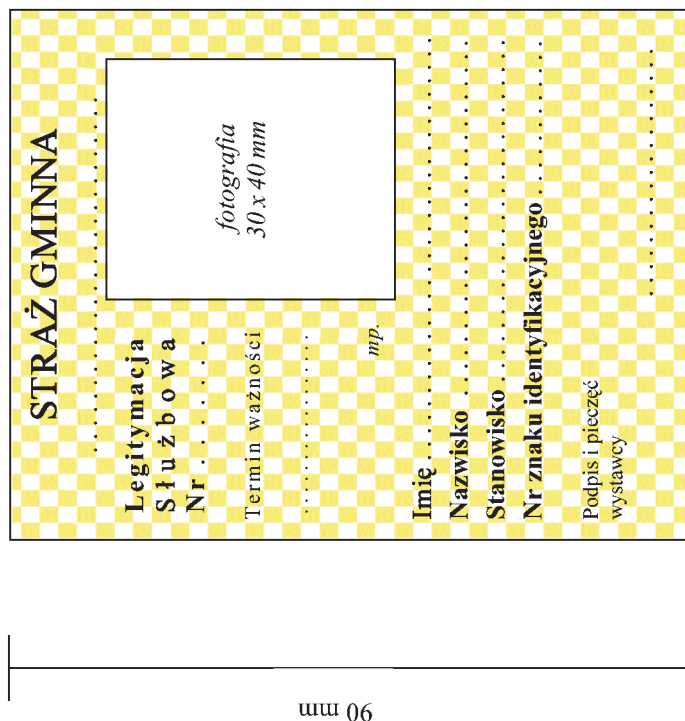 STRAŻ GMINNA
. . . . . . . . . . . . . . . . . . . . . . . . . . . . . . . . . . . . .
Legitymacja
Służbowa
Nr . . . . . . . .
Termin ważności
. . . . . . . . . . . . . . . . . . .
mp.
fotografia
30 x 40 mm
Imię . . . . . . . . . . . . . . . . . . . . . . . . . . . . . . . . . . . . .
Nazwisko . . . . . . . . . . . . . . . . . . . . . . . . . . . . . . . .
Stanowisko . . . . . . . . . . . . . . . . . . . . . . . . . . . . .
Nr znaku identyfikacyjnego . . . . . . . . . . . . .
Podpis i pieczęć
wystawcy
. . . . . . . . . . . . . . . . . . . . . . . .
90 mm